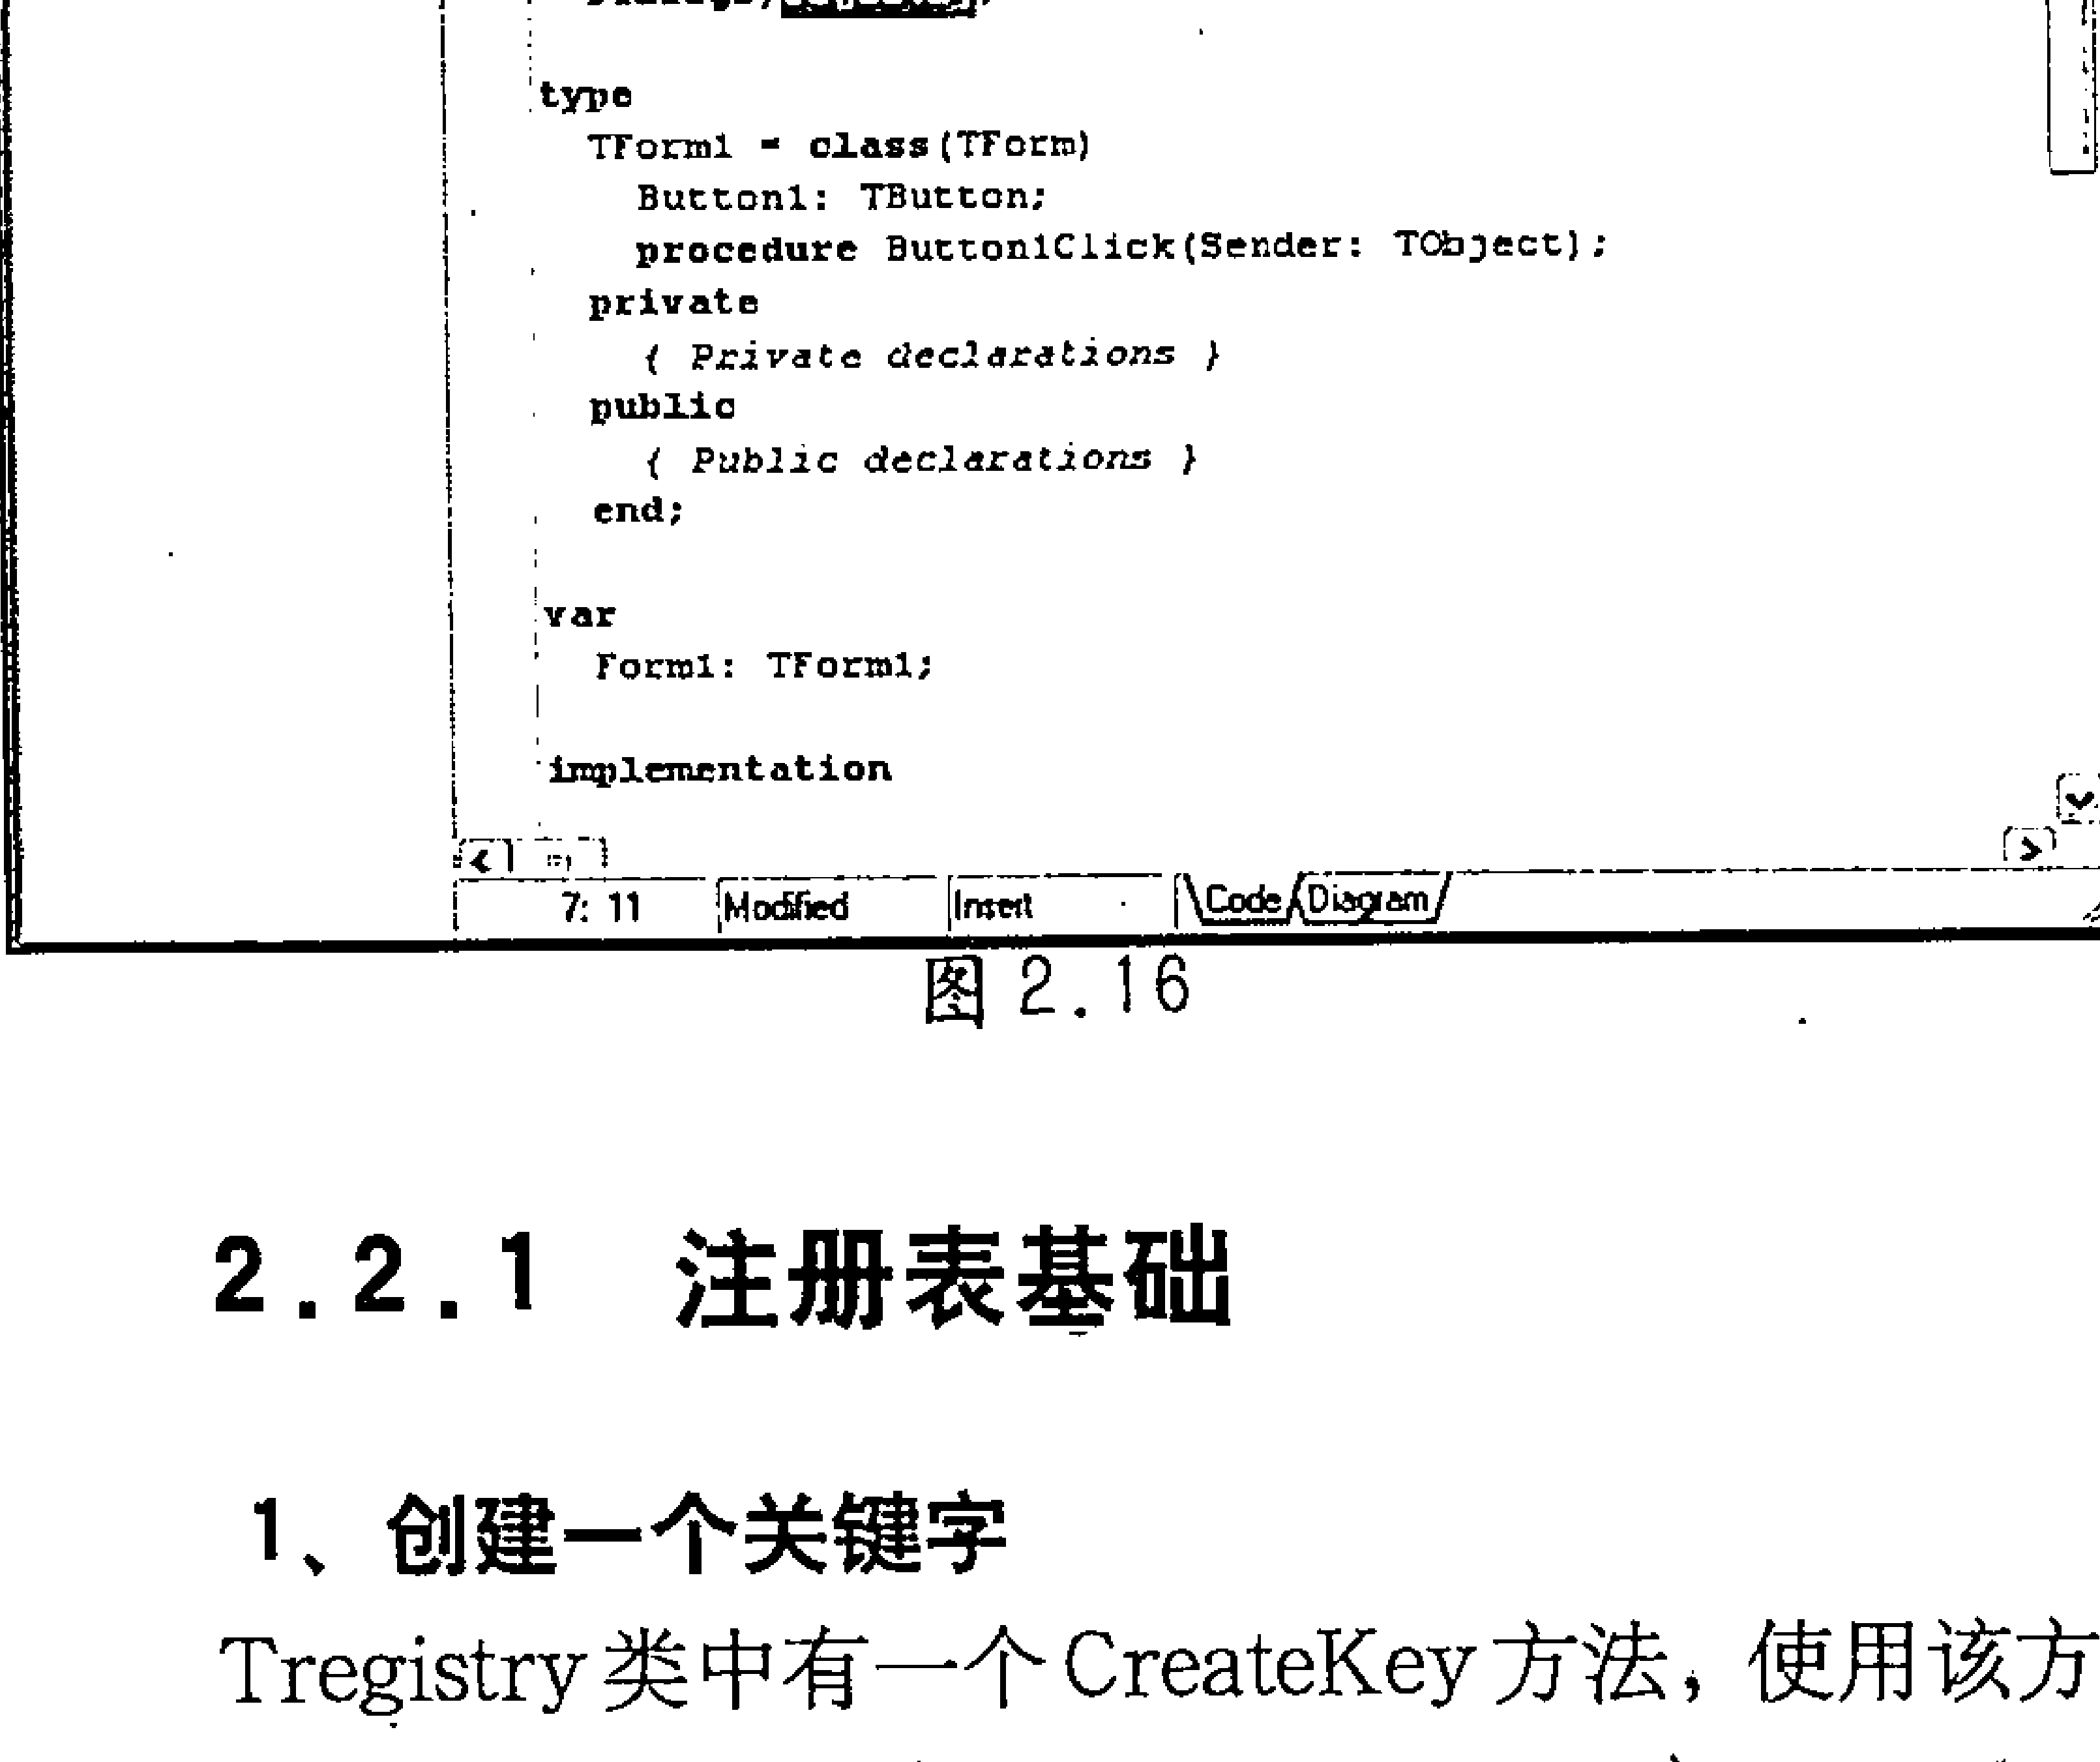 type
TForm1 = class(TForm)
Button1: TButton;
procedure Button1Click(Sender: TObject);
private
{ Private declarations }
public
{ Public declarations }
end;
var
Form1: TForm1;
implementation
7: 11 Modified Insert Code Diagram
图 2.16
2.2.1 注册表基础
1、创建一个关键字
Tregistry 类中有一个 CreateKey 方法，使用该方